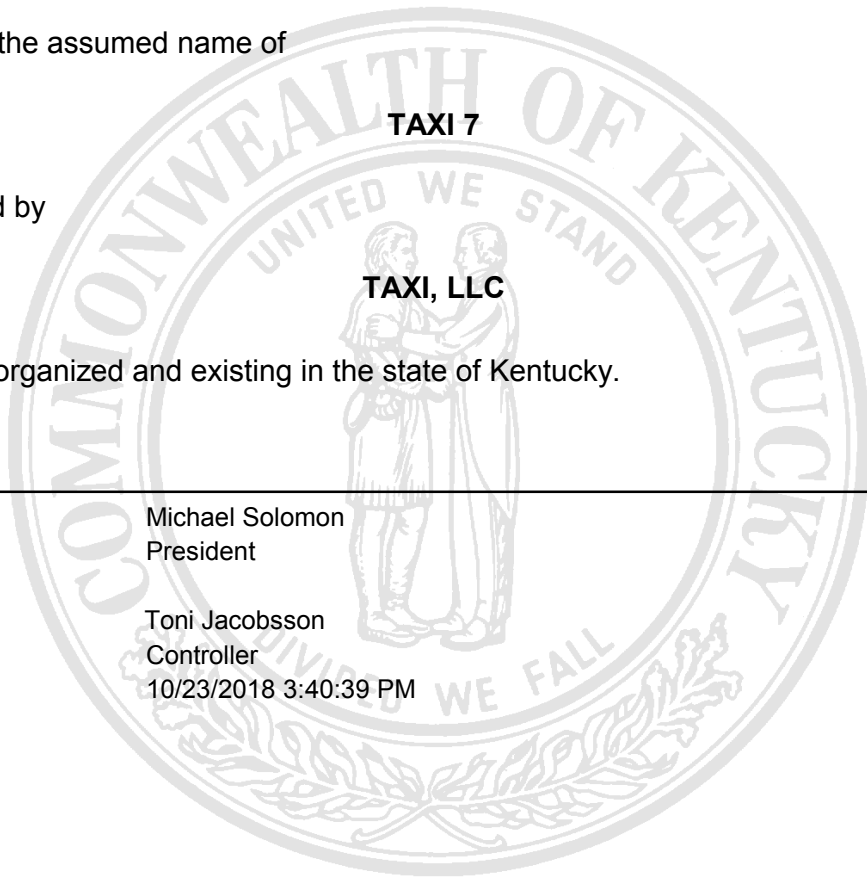 the assumed name of
TAXI 7
d by
TAXI, LLC
organized and existing in the state of Kentucky.
Michael Solomon
President
Toni Jacobsson
Controller
10/23/2018 3:40:39 PM
COMMONWEALTH OF KENTUCKY
UNITED WE STAND
DIVIDED WE FALL